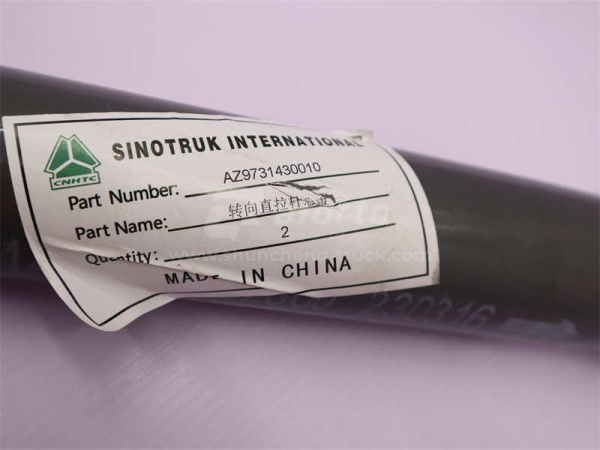 SINOTRUK INTERNATIONAL
CNHTC
Part Number: AZ9731430010
Part Name: 转向直拉杆总成
Quantity: 2
MADE IN CHINA
230316